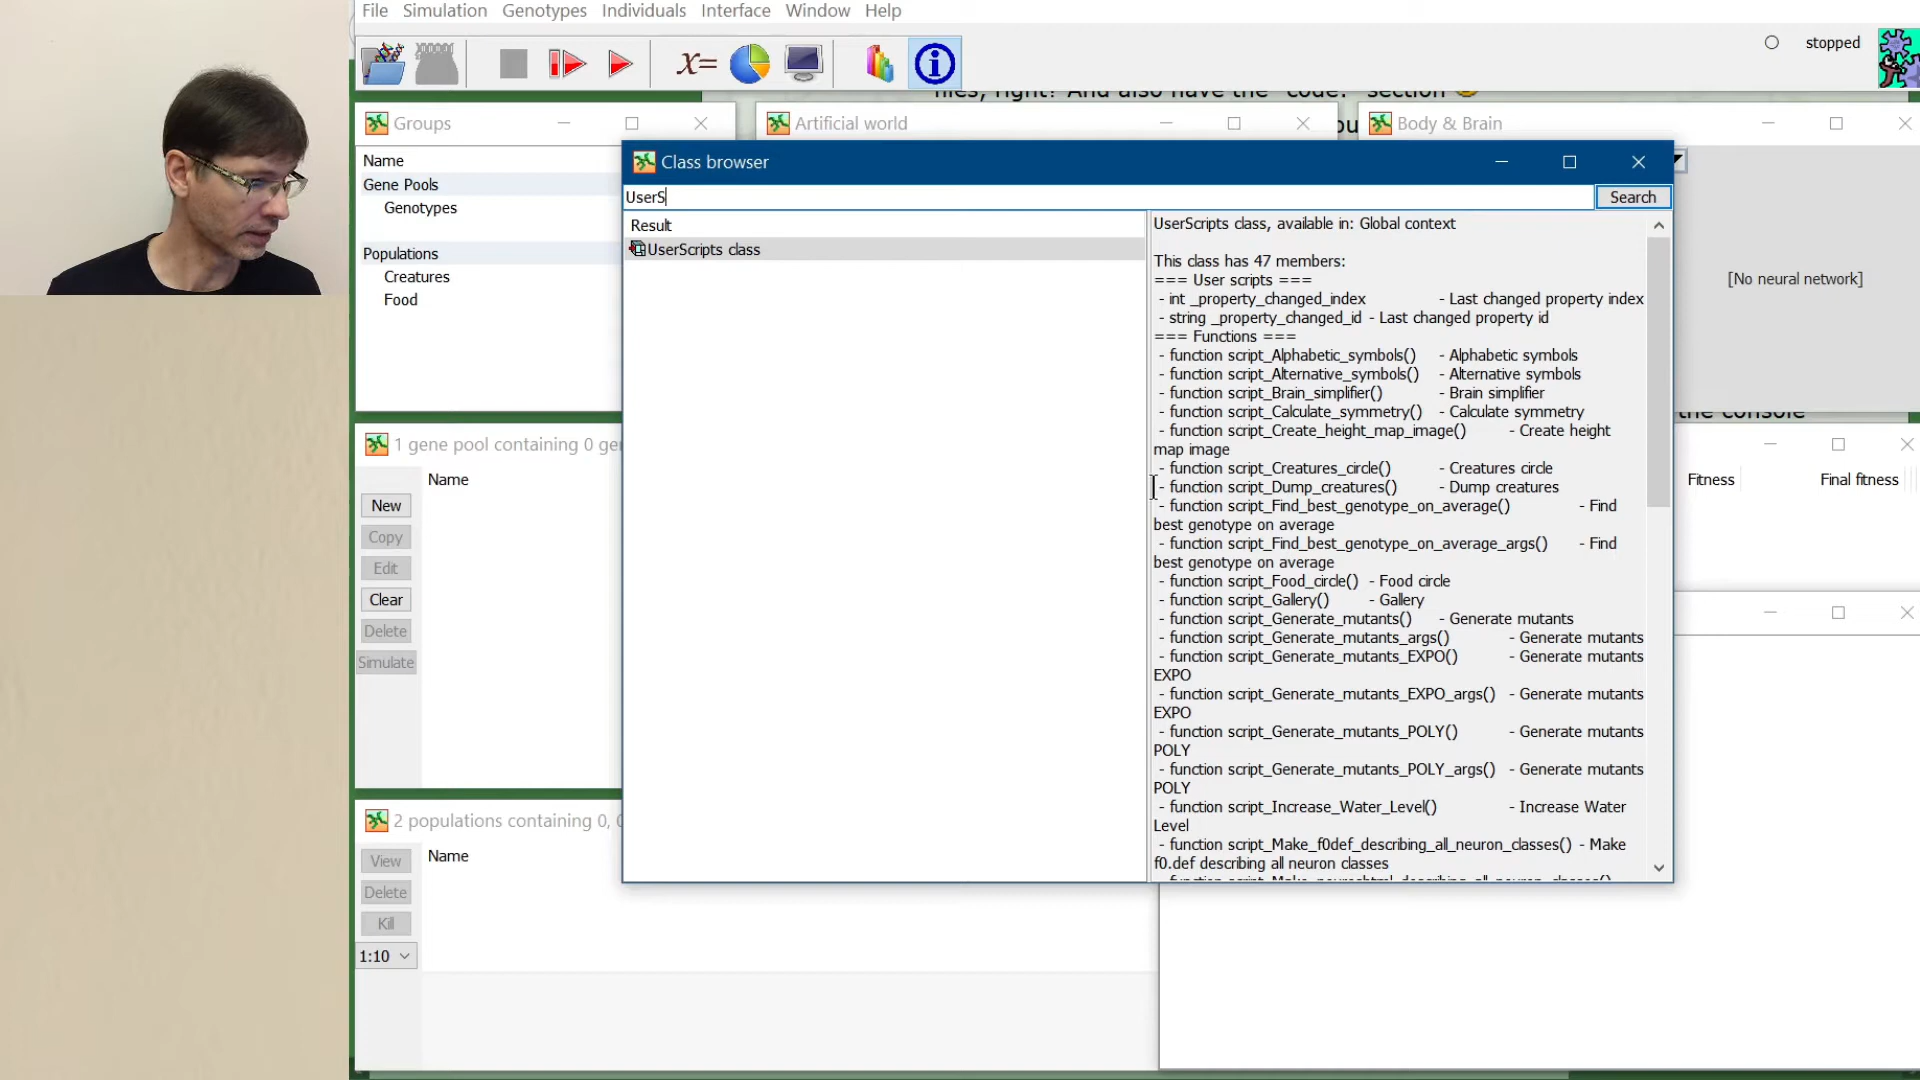 File Simulation Genotypes Individuals Interface Window Help
x=
stopped
Groups
Artificial world
Body & Brain
Name
Gene Pools
Genotypes
Populations
Creatures
Food
Class browser
UserS
Search
Result
UserScripts class
UserScripts class, available in: Global context
This class has 47 members:
=== User scripts ===
- int _property_changed_index - Last changed property index
- string _property_changed_id - Last changed property id
=== Functions ===
- function script_Alphabetic_symbols() - Alphabetic symbols
- function script_Alternative_symbols() - Alternative symbols
- function script_Brain_simplifier() - Brain simplifier
- function script_Calculate_symmetry() - Calculate symmetry
- function script_Create_height_map_image() - Create height
map image
- function script_Creatures_circle() - Creatures circle
- function script_Dump_creatures() - Dump creatures
- function script_Find_best_genotype_on_average() - Find
best genotype on average
- function script_Find_best_genotype_on_average_args() - Find
best genotype on average
- function script_Food_circle() - Food circle
- function script_Gallery() - Gallery
- function script_Generate_mutants() - Generate mutants
- function script_Generate_mutants_args() - Generate mutants
- function script_Generate_mutants_EXPO() - Generate mutants
EXPO
- function script_Generate_mutants_EXPO_args() - Generate mutants
EXPO
- function script_Generate_mutants_POLY() - Generate mutants
POLY
- function script_Generate_mutants_POLY_args() - Generate mutants
POLY
- function script_Increase_Water_Level() - Increase Water
Level
- function script_Make_f0def_describing_all_neuron_classes() - Make
f0.def describing all neuron classes
[No neural network]
the console
Fitness Final fitness
1 gene pool containing 0 ge
Name
New
Copy
Edit
Clear
Delete
Simulate
2 populations containing 0, 0
Name
View
Delete
Kill
1:10